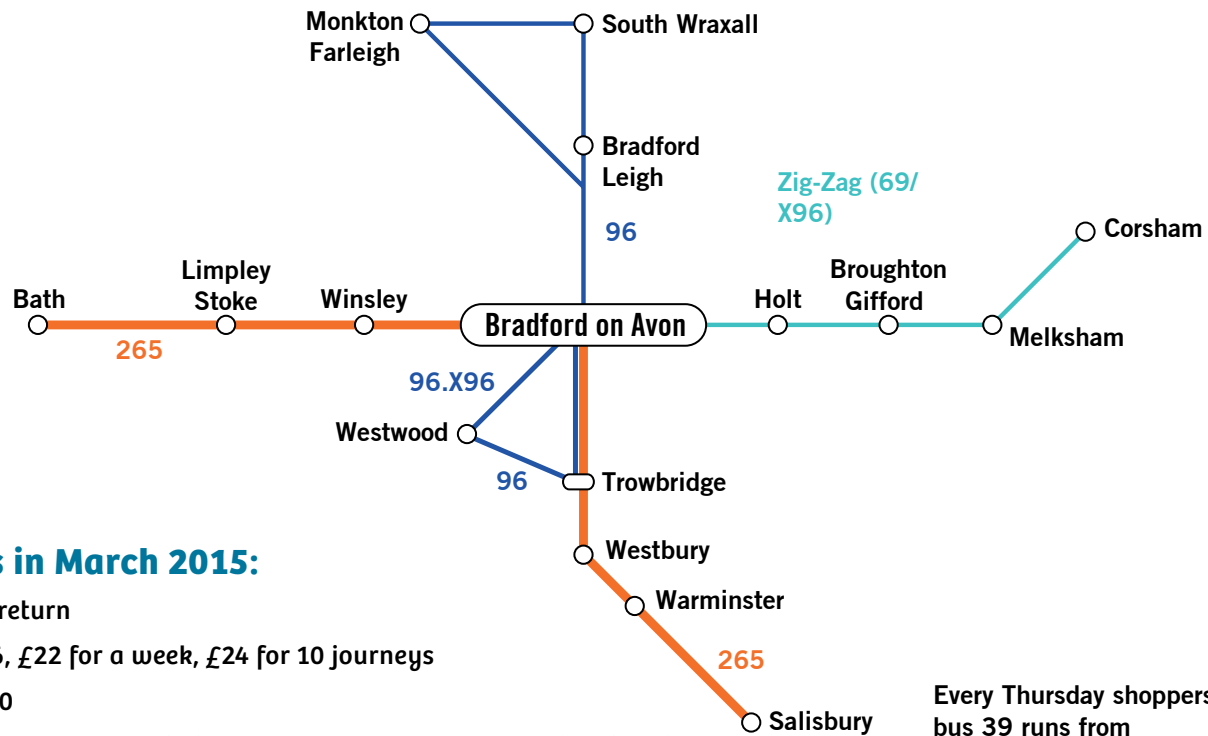 Monkton
Farleigh
South Wraxall
Bradford
Leigh
Zig-Zag (69/
X96)
96
Corsham
Limpley
Stoke
Broughton
Gifford
Bath
Winsley
Bradford on Avon
Holt
Melksham
265
96.X96
Westwood
96
Trowbridge
s in March 2015:
Westbury
return
Warminster
, £22 for a week, £24 for 10 journeys
265
0
Salisbury
Every Thursday shoppers
bus 39 runs from